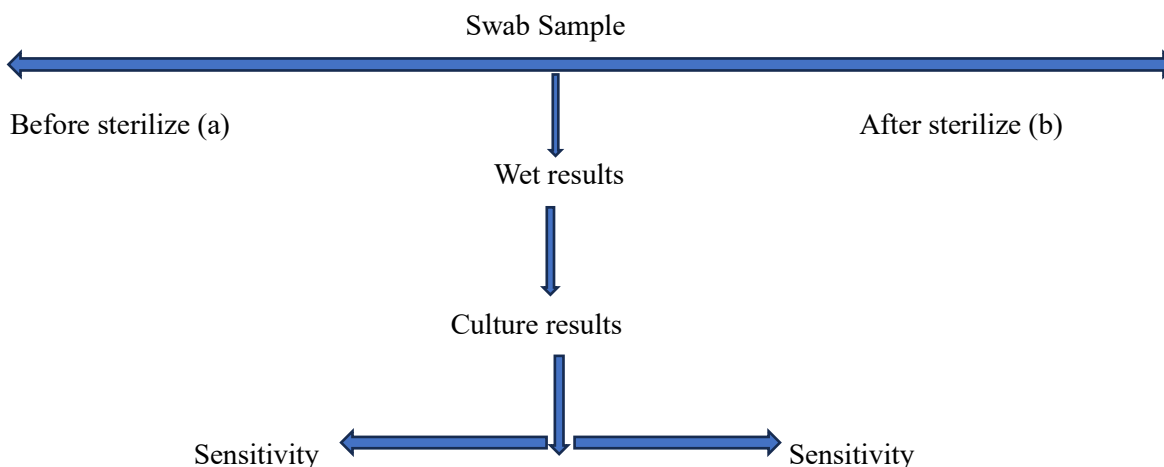 Swab Sample
Before sterilize (a)
After sterilize (b)
Wet results
Culture results
Sensitivity
Sensitivity